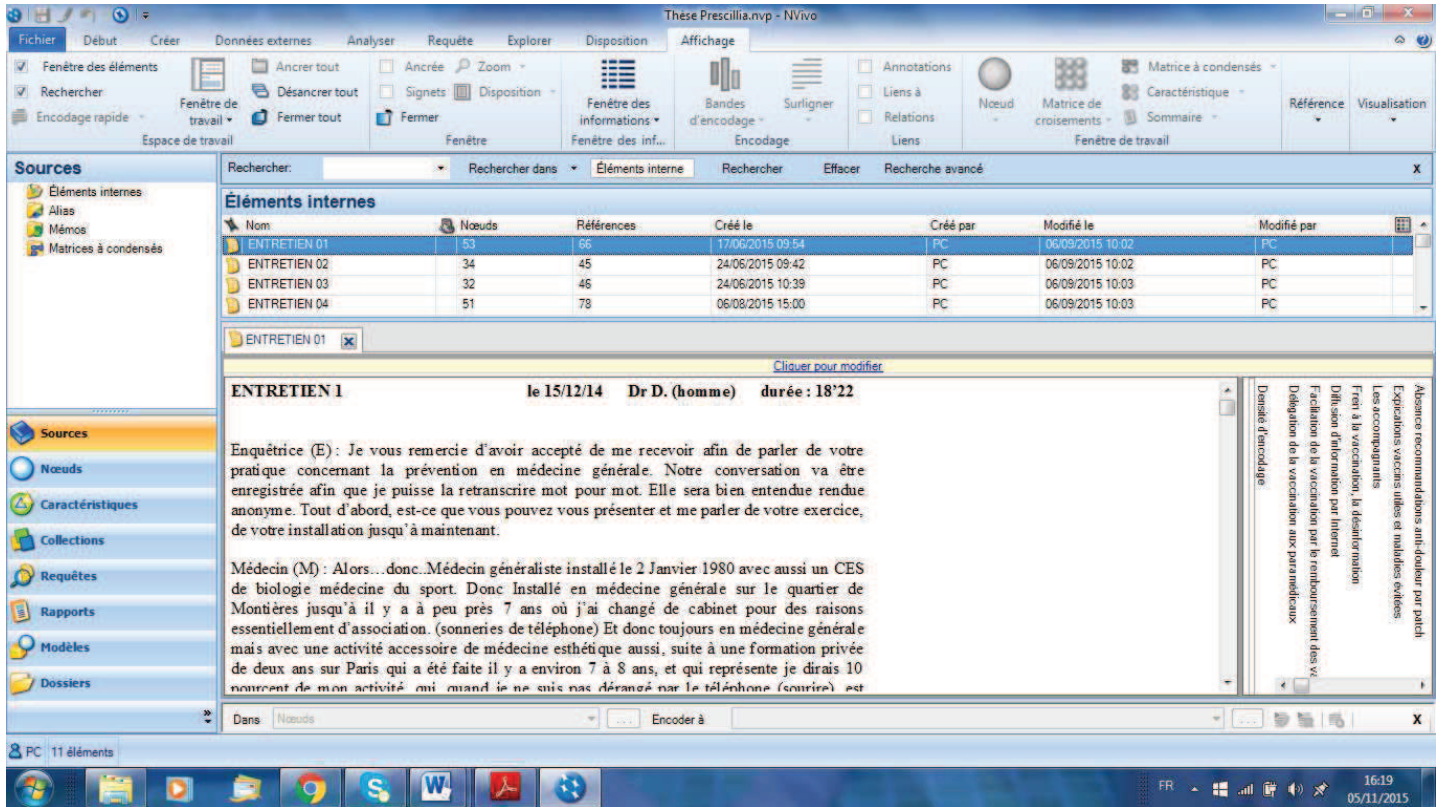 Thèse Prescillia.nvp - NVivo
Fichier Début Créer Données externes Analyser Requête Explorer Disposition Affichage
Fenêtre des éléments
Rechercher
Encodage rapide
Fenêtre de travail
Ancrer tout
Désancrer tout
Fermer tout
Espace de travail
Ancrée Zoom
Signets Disposition
Fermer
Fenêtre
Fenêtre des informations
Fenêtre des inf...
Bandes d'encodage
Surligner
Encodage
Annotations
Liens à
Relations
Liens
Nœud
Matrice de croisements
Matrice à condensés
Caractéristique
Sommaire
Fenêtre de travail
Référence
Visualisation
Sources
Éléments internes
Alias
Mémos
Matrices à condensés
Rechercher: Rechercher dans Éléments interne Rechercher Effacer Recherche avancé X
Éléments internes
Nom Nœuds Références Créé le Créé par Modifié le Modifié par
ENTRETIEN 01 53 66 17/06/2015 09:54 PC 06/09/2015 10:02 PC
ENTRETIEN 02 34 45 24/06/2015 09:42 PC 06/09/2015 10:02 PC
ENTRETIEN 03 32 46 24/06/2015 10:39 PC 06/09/2015 10:03 PC
ENTRETIEN 04 51 78 06/08/2015 15:00 PC 06/09/2015 10:03 PC
ENTRETIEN 01
Cliquer pour modifier
ENTRETIEN 1 le 15/12/14 Dr D. (homme) durée : 18'22
Enquêtrice (E) : Je vous remercie d'avoir accepté de me recevoir afin de parler de votre
pratique concernant la prévention en médecine générale. Notre conversation va être
enregistrée afin que je puisse la retranscrire mot pour mot. Elle sera bien entendue rendue
anonyme. Tout d'abord, est-ce que vous pouvez vous présenter et me parler de votre exercice,
de votre installation jusqu'à maintenant.
Médecin (M) : Alors…donc..Médecin généraliste installé le 2 Janvier 1980 avec aussi un CES
de biologie médecine du sport. Donc Installé en médecine générale sur le quartier de
Montières jusqu'à il y a à peu près 7 ans où j'ai changé de cabinet pour des raisons
essentiellement d'association. (sonneries de téléphone) Et donc toujours en médecine générale
mais avec une activité accessoire de médecine esthétique aussi, suite à une formation privée
de deux ans sur Paris qui a été faite il y a environ 7 à 8 ans, et qui représente je dirais 10
pourcent de mon activité, qui, quand je ne suis pas dérangé par le téléphone (sourire), est
Densité d'encodage
Délégation de la vaccination aux paramédicaux
Facilitation de la vaccination par le remboursement des va
Diffusion d'information par Internet
Frein à la vaccination, la désinformation
Les accompagnants
Expications vaccins utiles et maladies évitées
Absence recommandations anti-douleur par patch
Sources
Nœuds
Caractéristiques
Collections
Requêtes
Rapports
Modèles
Dossiers
Dans Nœuds ... Encoder à ... X
PC 11 éléments
FR
16:19
05/11/2015